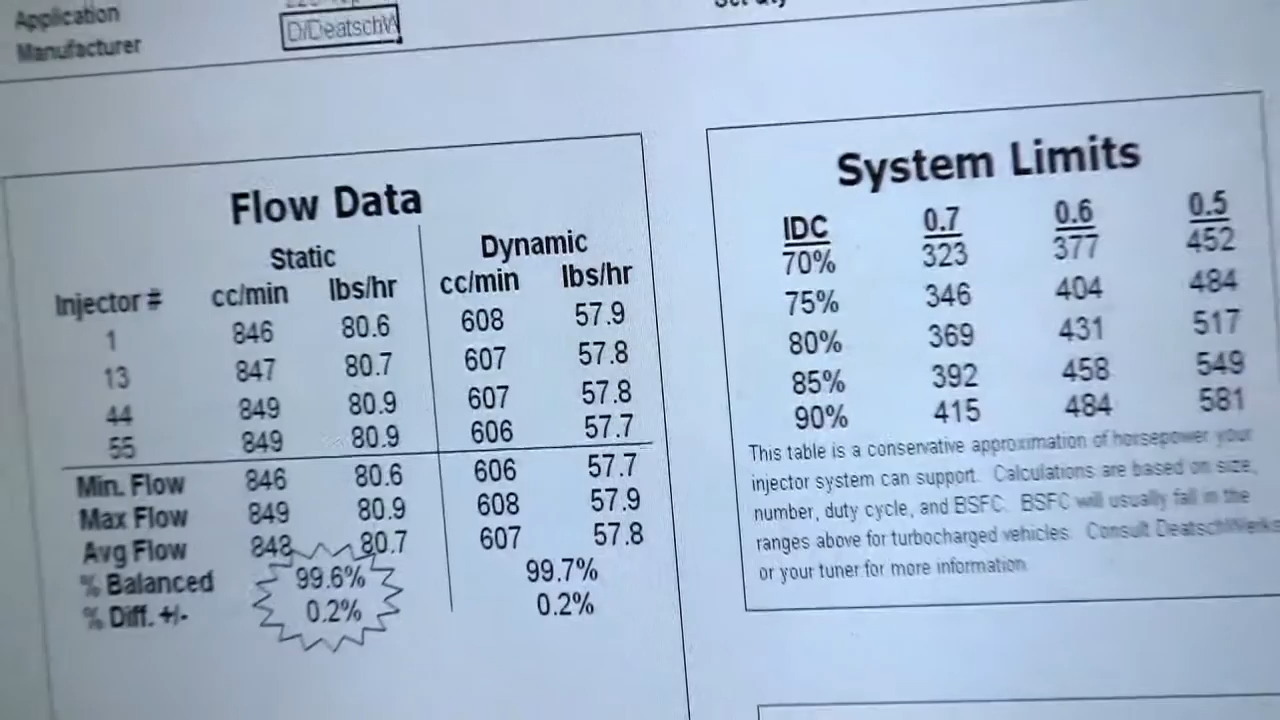 Application
Manufacturer D/DeatschW
Flow Data
Static Dynamic
Injector # cc/min lbs/hr cc/min lbs/hr
1 846 80.6 608 57.9
13 847 80.7 607 57.8
44 849 80.9 607 57.8
55 849 80.9 606 57.7
Min. Flow 846 80.6 606 57.7
Max Flow 849 80.9 608 57.9
Avg Flow 848 80.7 607 57.8
% Balanced 99.6% 99.7%
% Diff. +/- 0.2% 0.2%
System Limits
IDC 0.7 0.6 0.5
70% 323 377 452
75% 346 404 484
80% 369 431 517
85% 392 458 549
90% 415 484 581
This table is a conservative approximation of horsepower your
injector system can support. Calculations are based on size,
number, duty cycle, and BSFC. BSFC will usually fall in the
ranges above for turbocharged vehicles. Consult DeatschWerks
or your tuner for more information.